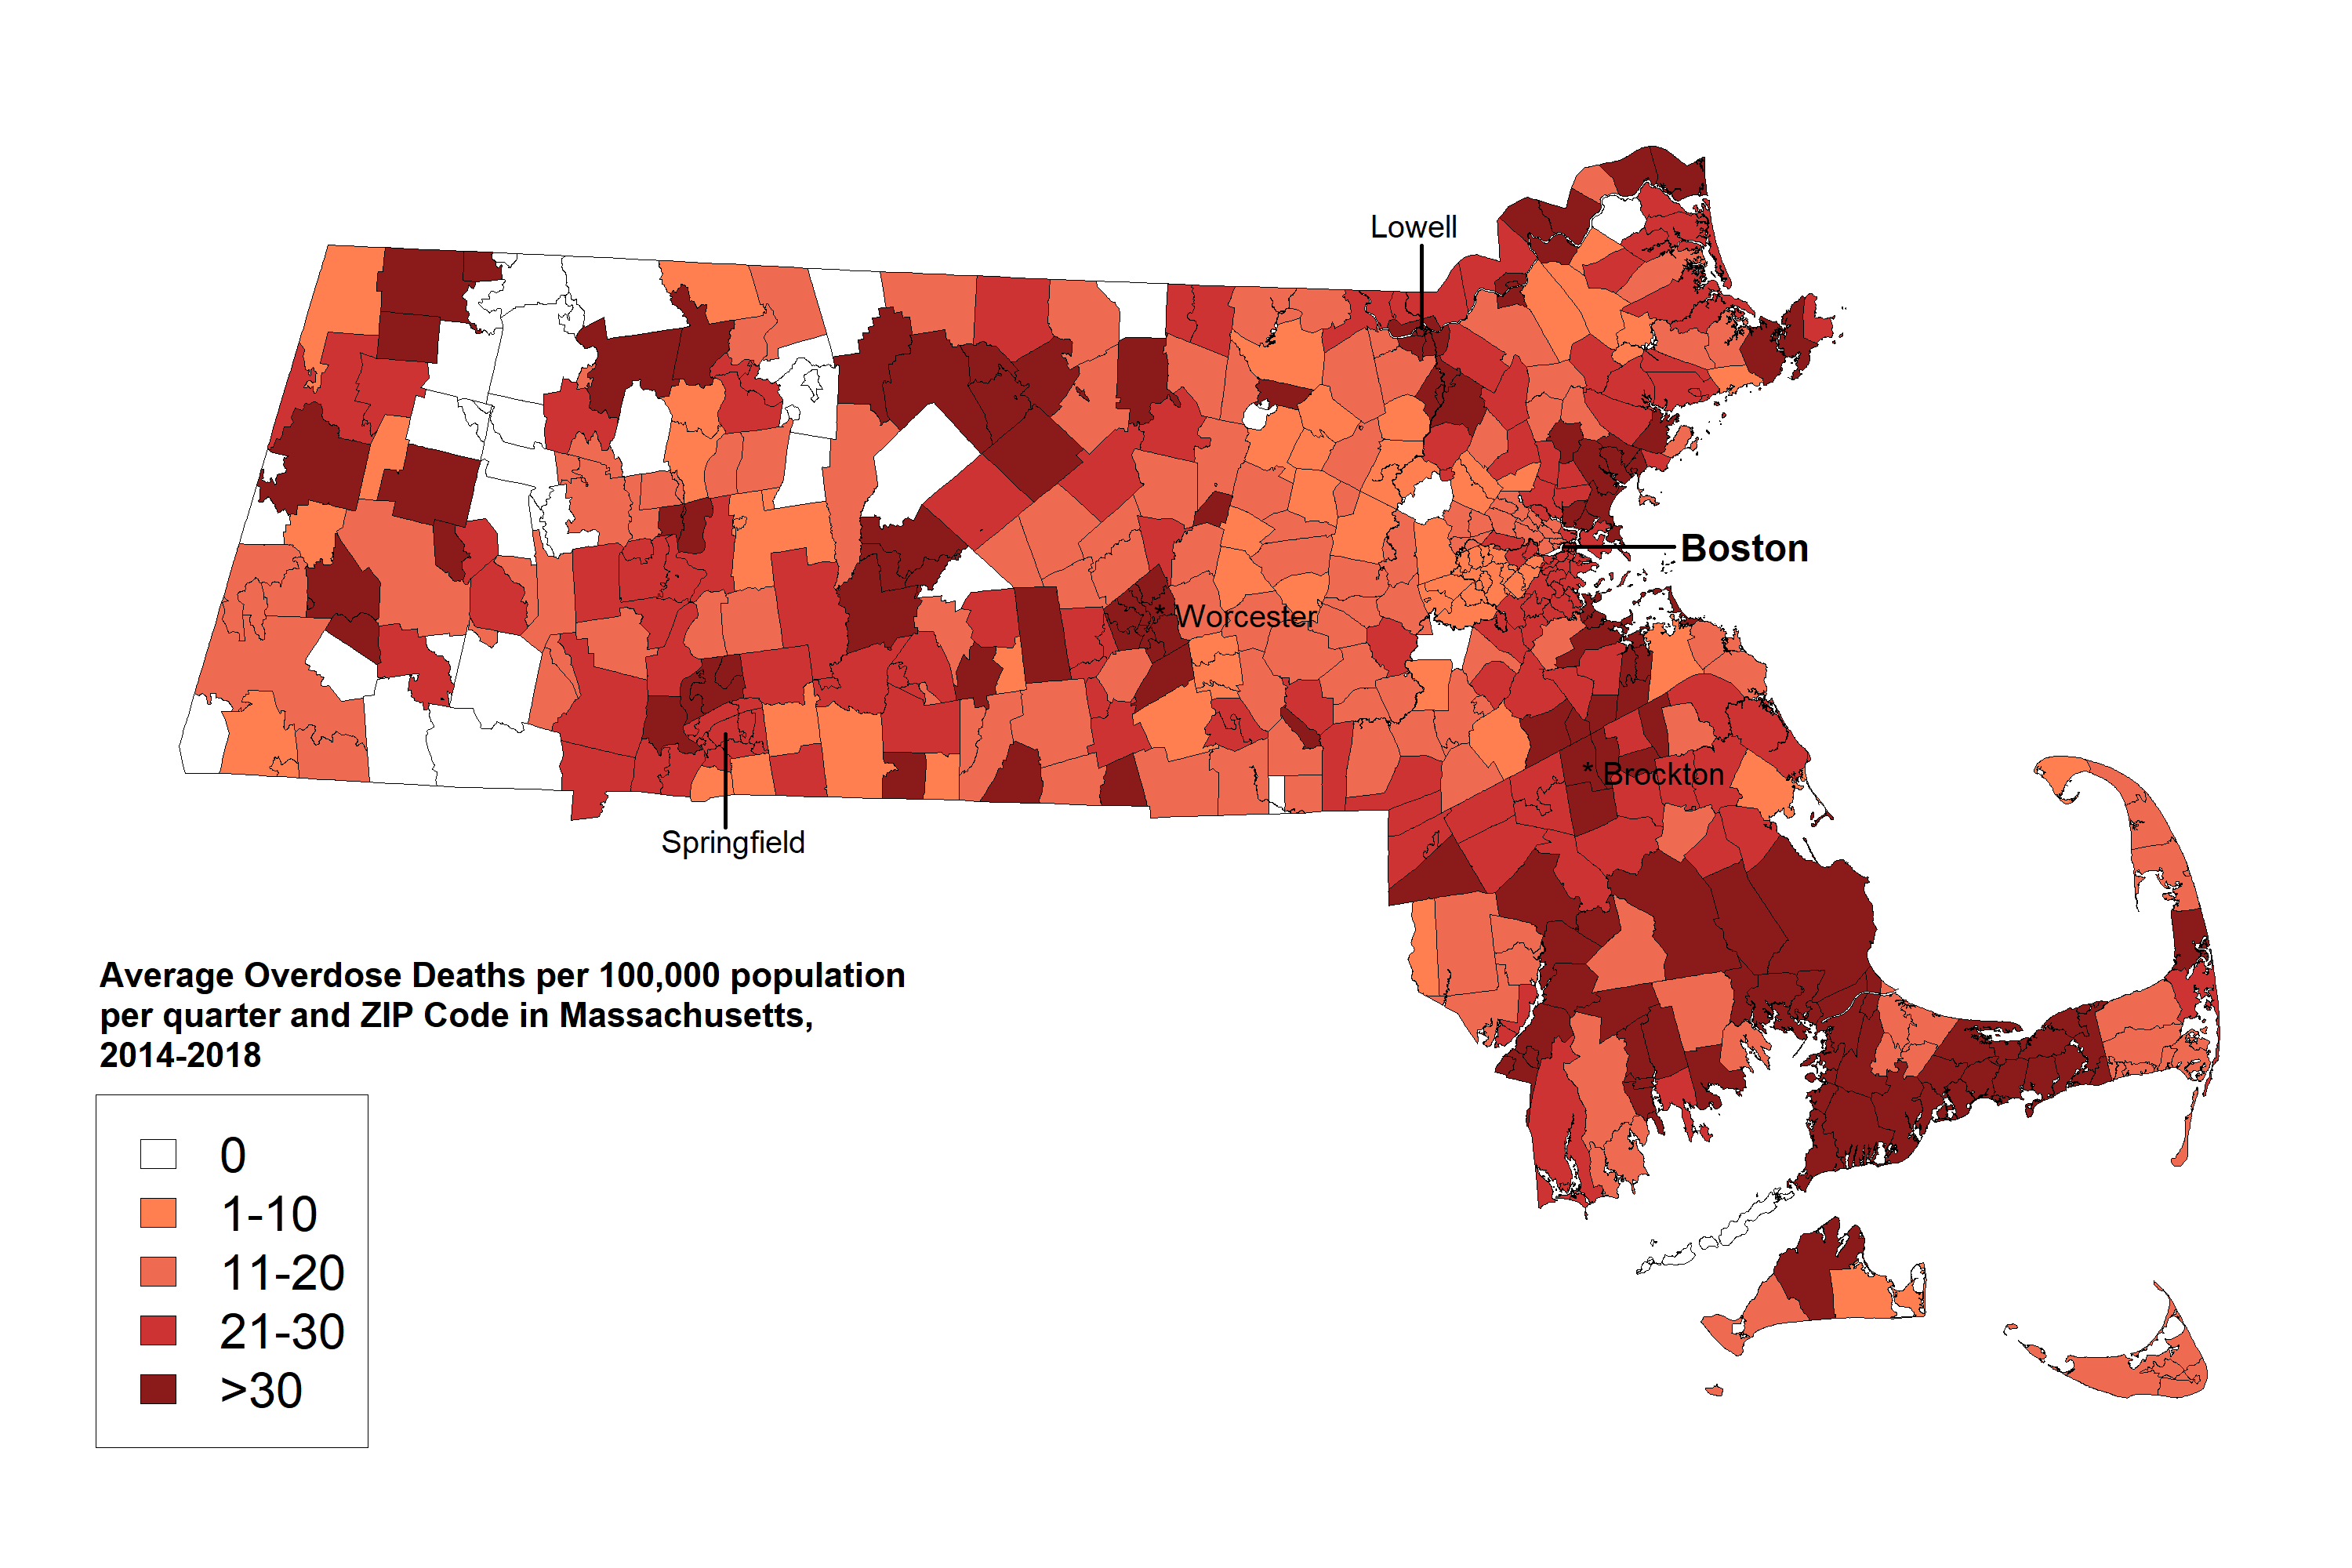 Lowell
Boston
* Worcester
* Brockton
Springfield
Average Overdose Deaths per 100,000 population
per quarter and ZIP Code in Massachusetts,
2014-2018
0
1-10
11-20
21-30
>30